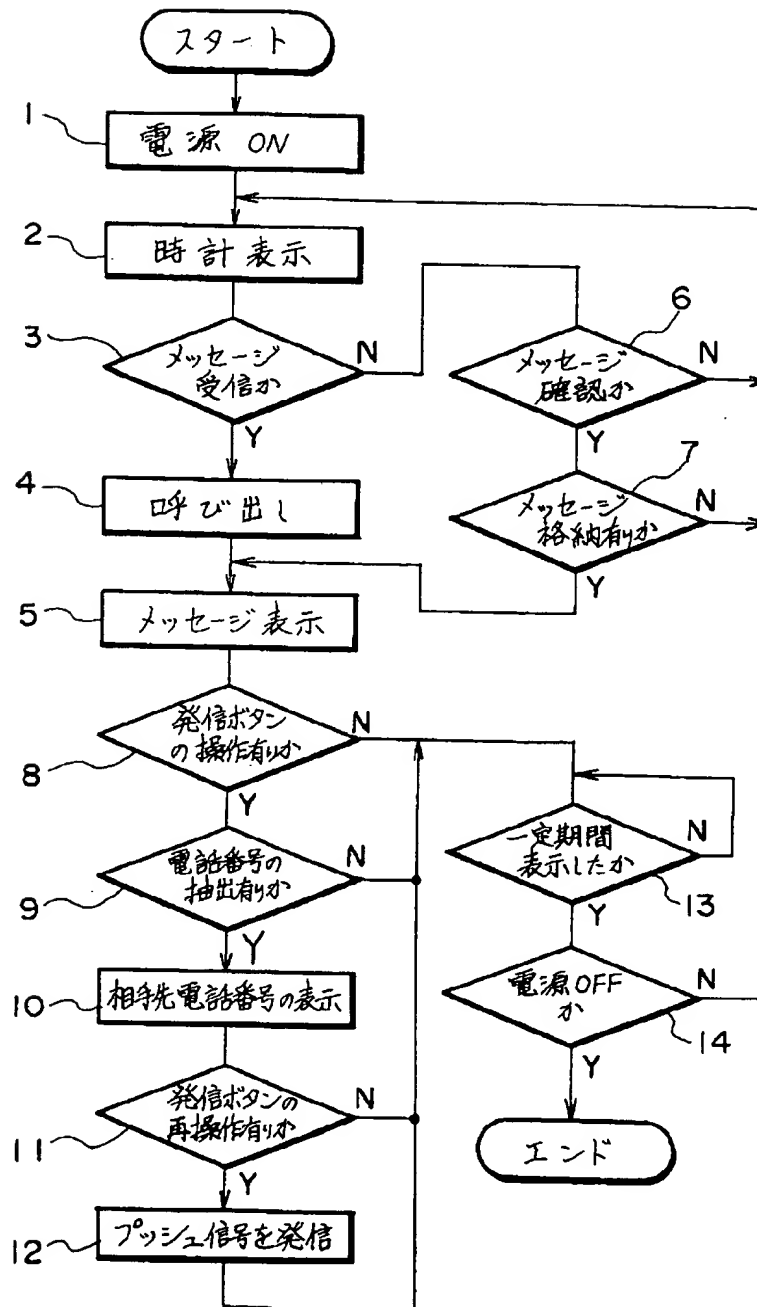 スタート
1
電源 ON
2
時計表示
3
メッセージ
受信か
N
Y
6
メッセージ
確認か
N
Y
7
メッセージ
格納有りか
N
Y
4
呼び出し
5
メッセージ表示
8
発信ボタン
の操作有りか
N
Y
9
電話番号の
抽出有りか
N
Y
10
相手先電話番号の表示
11
発信ボタンの
再操作有りか
N
Y
12
プッシュ信号を発信
一定期間
表示したか
N
13
Y
電源OFF
か
N
14
Y
エンド